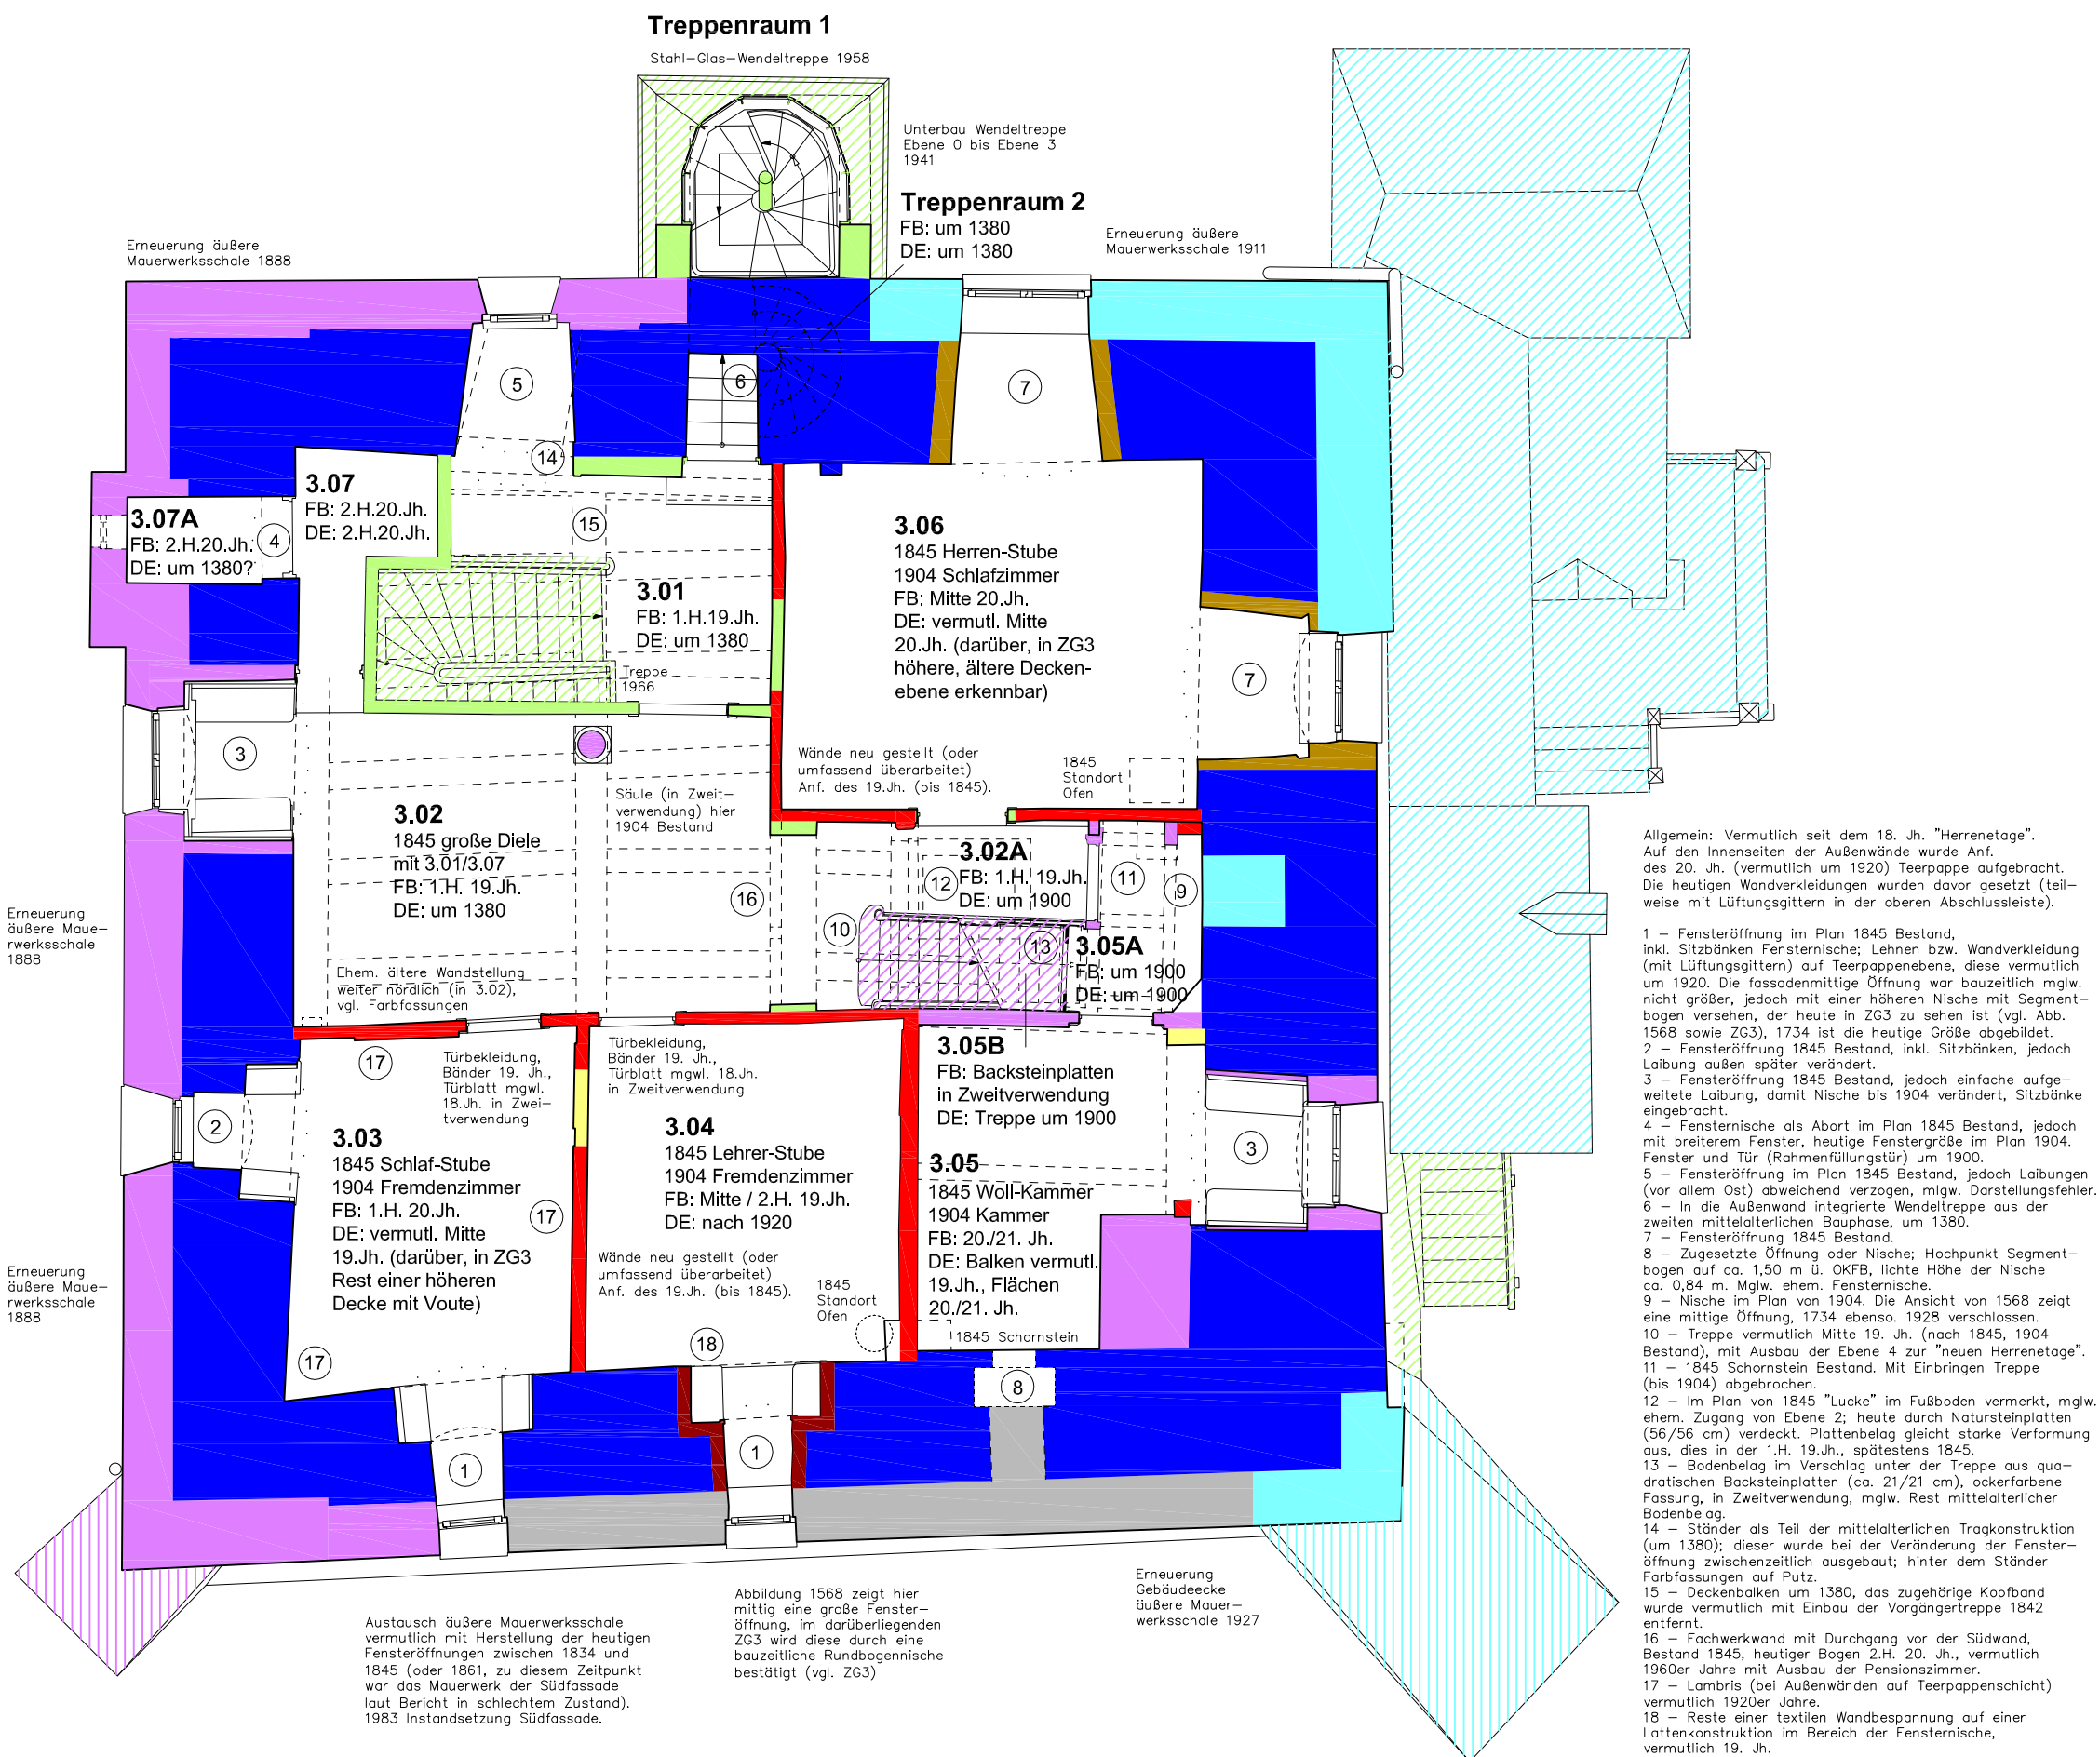 Treppenraum 1
Stahl–Glas–Wendeltreppe 1958
Unterbau Wendeltreppe
Ebene 0 bis Ebene 3
1941
Treppenraum 2
FB: um 1380
DE: um 1380
Erneuerung äußere
Mauerwerksschale 1888
Erneuerung äußere
Mauerwerksschale 1911
5
6
7
14
3.07
FB: 2.H.20.Jh.
DE: 2.H.20.Jh.
3.07A
FB: 2.H.20.Jh.
DE: um 1380?
4
15
3.01
FB: 1.H.19.Jh.
DE: um 1380
Treppe
1966
3.06
1845 Herren-Stube
1904 Schlafzimmer
FB: Mitte 20.Jh.
DE: vermutl. Mitte
20.Jh. (darüber, in ZG3
höhere, ältere Decken-
ebene erkennbar)
7
Wände neu gestellt (oder
umfassend überarbeitet)
Anf. des 19.Jh. (bis 1845).
1845
Standort
Ofen
3
3.02
1845 große Diele
mit 3.01/3.07
FB: 1.H. 19.Jh.
DE: um 1380
Säule (in Zweit–
verwendung) hier
1904 Bestand
16
Ehem. ältere Wandstellung
weiter nördlich (in 3.02),
vgl. Farbfassungen
3.02A
FB: 1.H. 19.Jh.
DE: um 1900
12
11
9
10
13
3.05A
FB: um 1900
DE: um 1900
Erneuerung
äußere Maue–
rwerksschale
1888
17
Türbekleidung,
Bänder 19. Jh.,
Türblatt mgwl.
18.Jh. in Zwei–
tverwendung
2
3.03
1845 Schlaf-Stube
1904 Fremdenzimmer
FB: 1.H. 20.Jh.
DE: vermutl. Mitte
19.Jh. (darüber, in ZG3
Rest einer höheren
Decke mit Voute)
17
17
Türbekleidung,
Bänder 19. Jh.,
Türblatt mgwl. 18.Jh.
in Zweitverwendung
3.04
1845 Lehrer-Stube
1904 Fremdenzimmer
FB: Mitte / 2.H. 19.Jh.
DE: nach 1920
Wände neu gestellt (oder
umfassend überarbeitet)
Anf. des 19.Jh. (bis 1845).
1845
Standort
Ofen
18
3.05B
FB: Backsteinplatten
in Zweitverwendung
DE: Treppe um 1900
3.05
1845 Woll-Kammer
1904 Kammer
FB: 20./21. Jh.
DE: Balken vermutl.
19.Jh., Flächen
20./21. Jh.
3
1845 Schornstein
8
1
1
Erneuerung
äußere Maue–
rwerksschale
1888
Austausch äußere Mauerwerksschale
vermutlich mit Herstellung der heutigen
Fensteröffnungen zwischen 1834 und
1845 (oder 1861, zu diesem Zeitpunkt
war das Mauerwerk der Südfassade
laut Bericht in schlechtem Zustand).
1983 Instandsetzung Südfassade.
Abbildung 1568 zeigt hier
mittig eine große Fenster–
öffnung, im darüberliegenden
ZG3 wird diese durch eine
bauzeitliche Rundbogennische
bestätigt (vgl. ZG3)
Erneuerung
Gebäudeecke
äußere Mauer–
werksschale 1927
Allgemein: Vermutlich seit dem 18. Jh. "Herrenetage".
Auf den Innenseiten der Außenwände wurde Anf.
des 20. Jh. (vermutlich um 1920) Teerpappe aufgebracht.
Die heutigen Wandverkleidungen wurden davor gesetzt (teil–
weise mit Lüftungsgittern in der oberen Abschlussleiste).
1 – Fensteröffnung im Plan 1845 Bestand,
inkl. Sitzbänken Fensternische; Lehnen bzw. Wandverkleidung
(mit Lüftungsgittern) auf Teerpappenebene, diese vermutlich
um 1920. Die fassadenmittige Öffnung war bauzeitlich mglw.
nicht größer, jedoch mit einer höheren Nische mit Segment–
bogen versehen, der heute in ZG3 zu sehen ist (vgl. Abb.
1568 sowie ZG3), 1734 ist die heutige Größe abgebildet.
2 – Fensteröffnung 1845 Bestand, inkl. Sitzbänken, jedoch
Laibung außen später verändert.
3 – Fensteröffnung 1845 Bestand, jedoch einfache aufge–
weitete Laibung, damit Nische bis 1904 verändert, Sitzbänke
eingebracht.
4 – Fensternische als Abort im Plan 1845 Bestand, jedoch
mit breiterem Fenster, heutige Fenstergröße im Plan 1904.
Fenster und Tür (Rahmenfüllungstür) um 1900.
5 – Fensteröffnung im Plan 1845 Bestand, jedoch Laibungen
(vor allem Ost) abweichend verzogen, mlgw. Darstellungsfehler.
6 – In die Außenwand integrierte Wendeltreppe aus der
zweiten mittelalterlichen Bauphase, um 1380.
7 – Fensteröffnung 1845 Bestand.
8 – Zugesetzte Öffnung oder Nische; Hochpunkt Segment–
bogen auf ca. 1,50 m ü. OKFB, lichte Höhe der Nische
ca. 0,84 m. Mglw. ehem. Fensternische.
9 – Nische im Plan von 1904. Die Ansicht von 1568 zeigt
eine mittige Öffnung, 1734 ebenso. 1928 verschlossen.
10 – Treppe vermutlich Mitte 19. Jh. (nach 1845, 1904
Bestand), mit Ausbau der Ebene 4 zur "neuen Herrenetage".
11 – 1845 Schornstein Bestand. Mit Einbringen Treppe
(bis 1904) abgebrochen.
12 – Im Plan von 1845 "Lucke" im Fußboden vermerkt, mglw.
ehem. Zugang von Ebene 2; heute durch Natursteinplatten
(56/56 cm) verdeckt. Plattenbelag gleicht starke Verformung
aus, dies in der 1.H. 19.Jh., spätestens 1845.
13 – Bodenbelag im Verschlag unter der Treppe aus qua–
dratischen Backsteinplatten (ca. 21/21 cm), ockerfarbene
Fassung, in Zweitverwendung, mglw. Rest mittelalterlicher
Bodenbelag.
14 – Ständer als Teil der mittelalterlichen Tragkonstruktion
(um 1380); dieser wurde bei der Veränderung der Fenster–
öffnung zwischenzeitlich ausgebaut; hinter dem Ständer
Farbfassungen auf Putz.
15 – Deckenbalken um 1380, das zugehörige Kopfband
wurde vermutlich mit Einbau der Vorgängertreppe 1842
entfernt.
16 – Fachwerkwand mit Durchgang vor der Südwand,
Bestand 1845, heutiger Bogen 2.H. 20. Jh., vermutlich
1960er Jahre mit Ausbau der Pensionszimmer.
17 – Lambris (bei Außenwänden auf Teerpappenschicht)
vermutlich 1920er Jahre.
18 – Reste einer textilen Wandbespannung auf einer
Lattenkonstruktion im Bereich der Fensternische,
vermutlich 19. Jh.